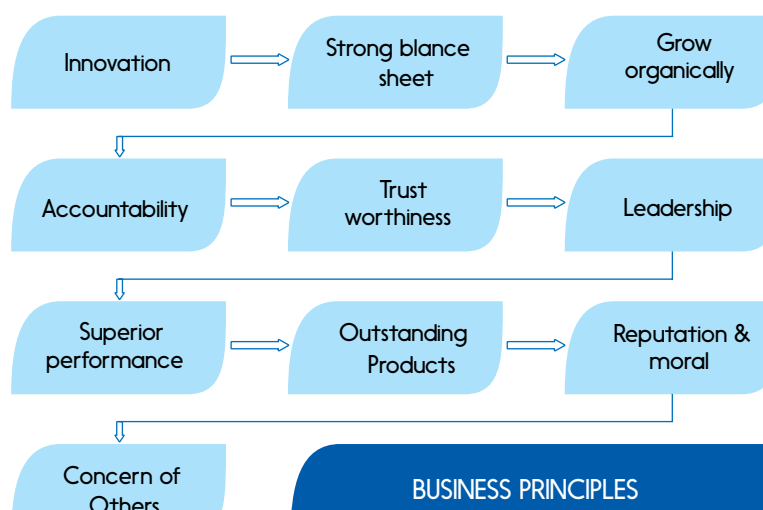 Innovation
Strong blance
sheet
Grow
organically
Accountability
Trust
worthiness
Leadership
Superior
performance
Outstanding
Products
Reputation &
moral
Concern of
Others
BUSINESS PRINCIPLES